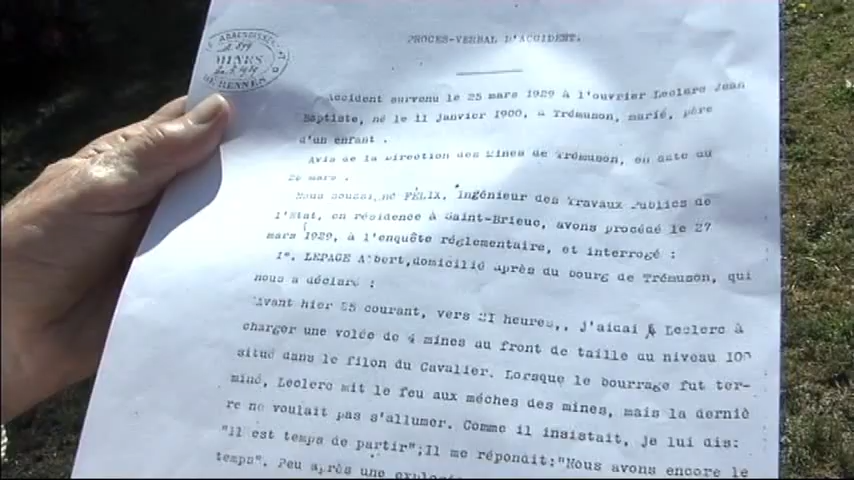 Bt ARRONDISSEMENT
MINES
DE RENNES
PROCES-VERBAL D'ACCIDENT.
Accident survenu le 25 mars 1929 à l'ouvrier Leclerc Jean
Baptiste, né le 11 Janvier 1900, à Trémuson, marié, père
d'un enfant .
Avis de la Direction des Mines de Trémuson, en date du
26 mars .
Nous soussigné FÉLIX, Ingénieur des Travaux Publics de
l'Etat, en résidence à Saint-Brieuc, avons procédé le 27
mars 1929, à l'enquête réglementaire, et interrogé :
I°. LEPAGE Albert,domicilié auprès du bourg de Trémuson, qui
nous a déclaré :
Avant hier 25 courant, vers 21 heures,, j'aidai à Leclerc à
charger une volée de 4 mines au front de taille au niveau 100
situé dans le filon du Cavalier. Lorsque le bourrage fut ter-
miné, Leclerc mit le feu aux mèches des mines, mais la derniè
re ne voulait pas s'allumer. Comme il insistait, je lui dis:
"Il est temps de partir";Il me répondit:"Nous avons encore le
temps". Peu après une explosi